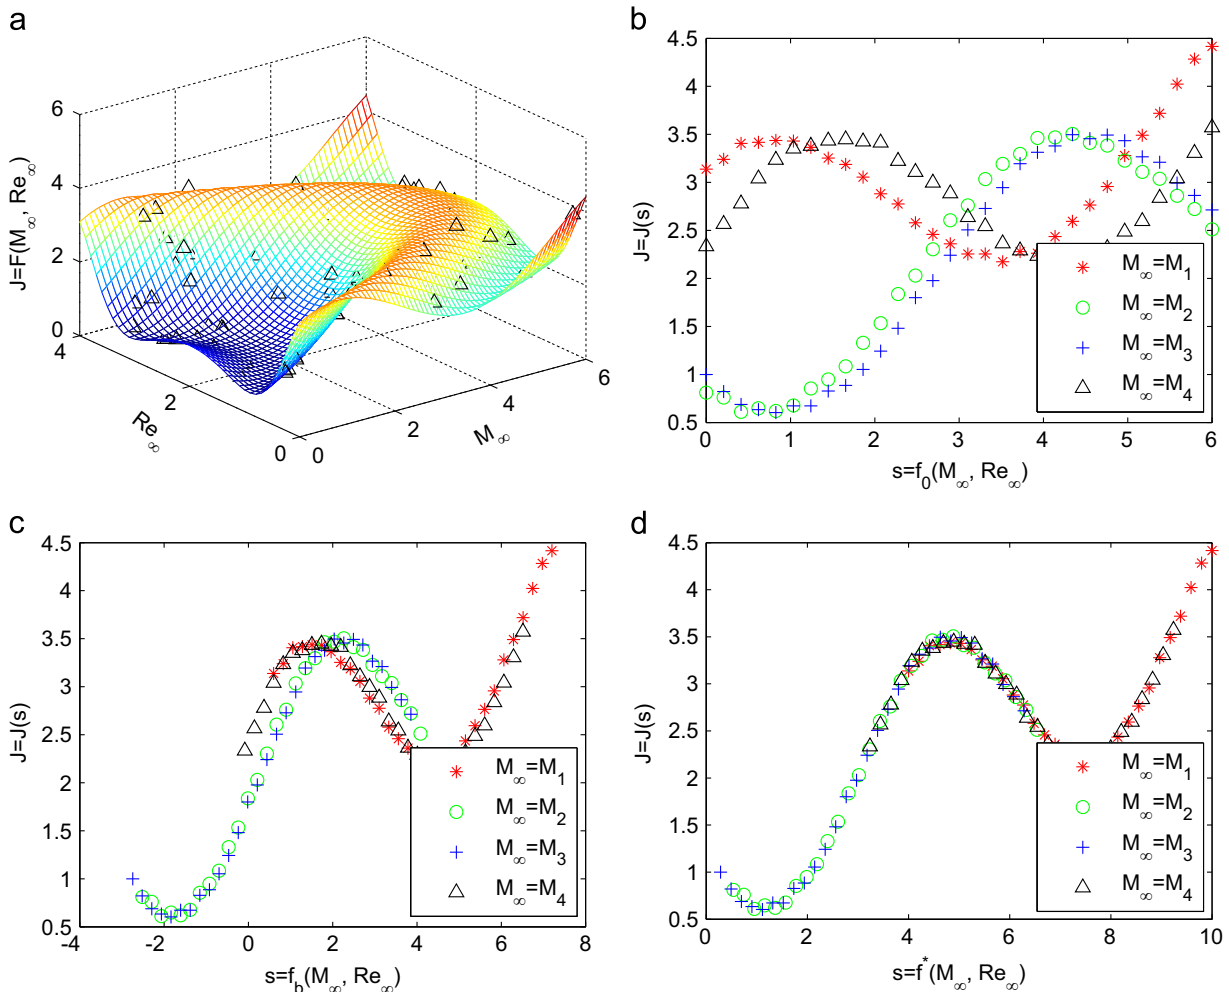 a
J=F(M∞, Re∞)
6
4
2
0
4
2
0
Re∞
0
2
4
6
M∞
b
J=J(s)
4.5
4
3.5
3
2.5
2
1.5
1
0.5
0 1 2 3 4 5 6
s=f0(M∞, Re∞)
M∞=M1
M∞=M2
M∞=M3
M∞=M4
c
J=J(s)
4.5
4
3.5
3
2.5
2
1.5
1
0.5
-4 -2 0 2 4 6 8
s=fb(M∞, Re∞)
M∞=M1
M∞=M2
M∞=M3
M∞=M4
d
J=J(s)
4.5
4
3.5
3
2.5
2
1.5
1
0.5
0 2 4 6 8 10
s=f*(M∞, Re∞)
M∞=M1
M∞=M2
M∞=M3
M∞=M4